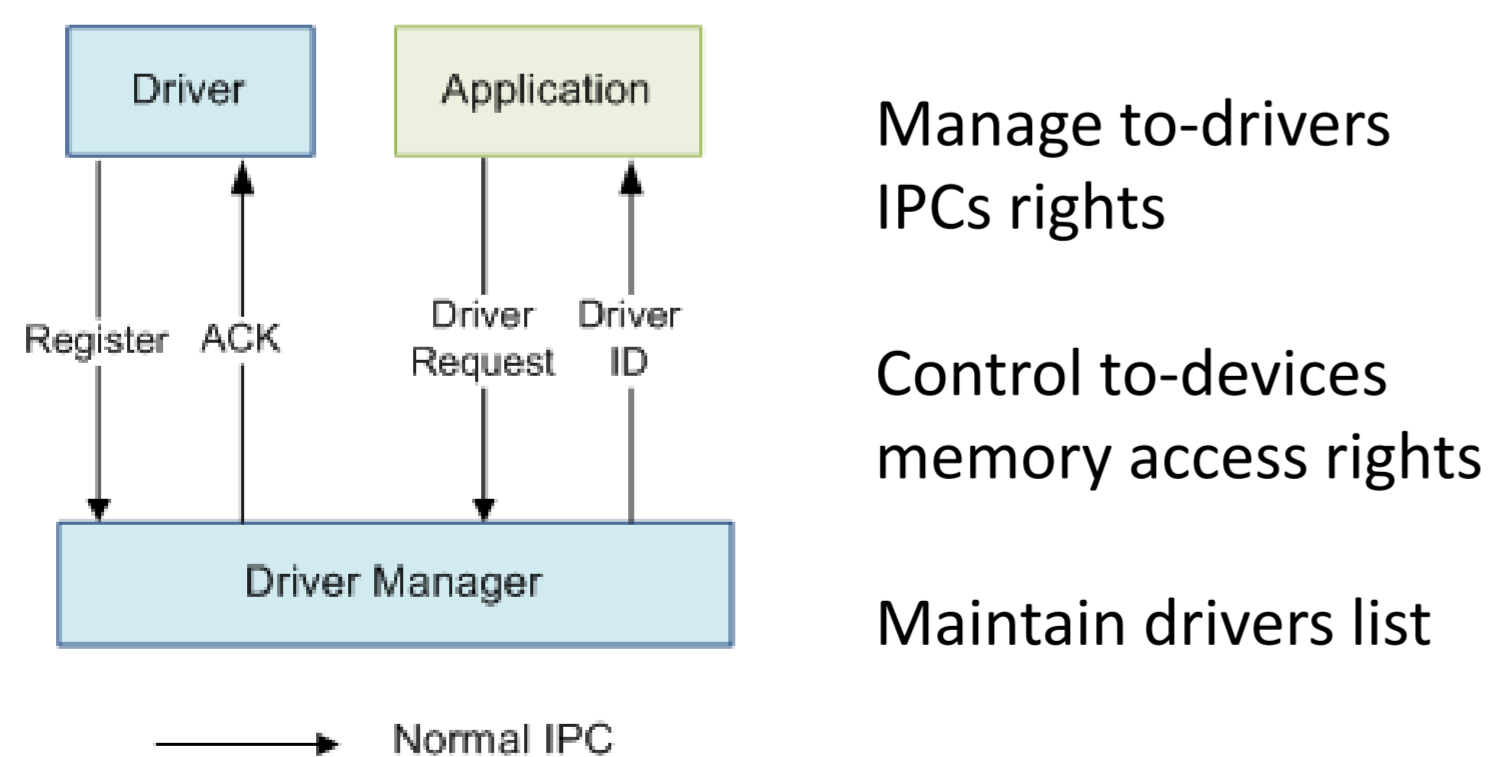 Driver
Application
Register
ACK
Driver
Request
Driver
ID
Driver Manager
Normal IPC
Manage to-drivers
IPCs rights
Control to-devices
memory access rights
Maintain drivers list